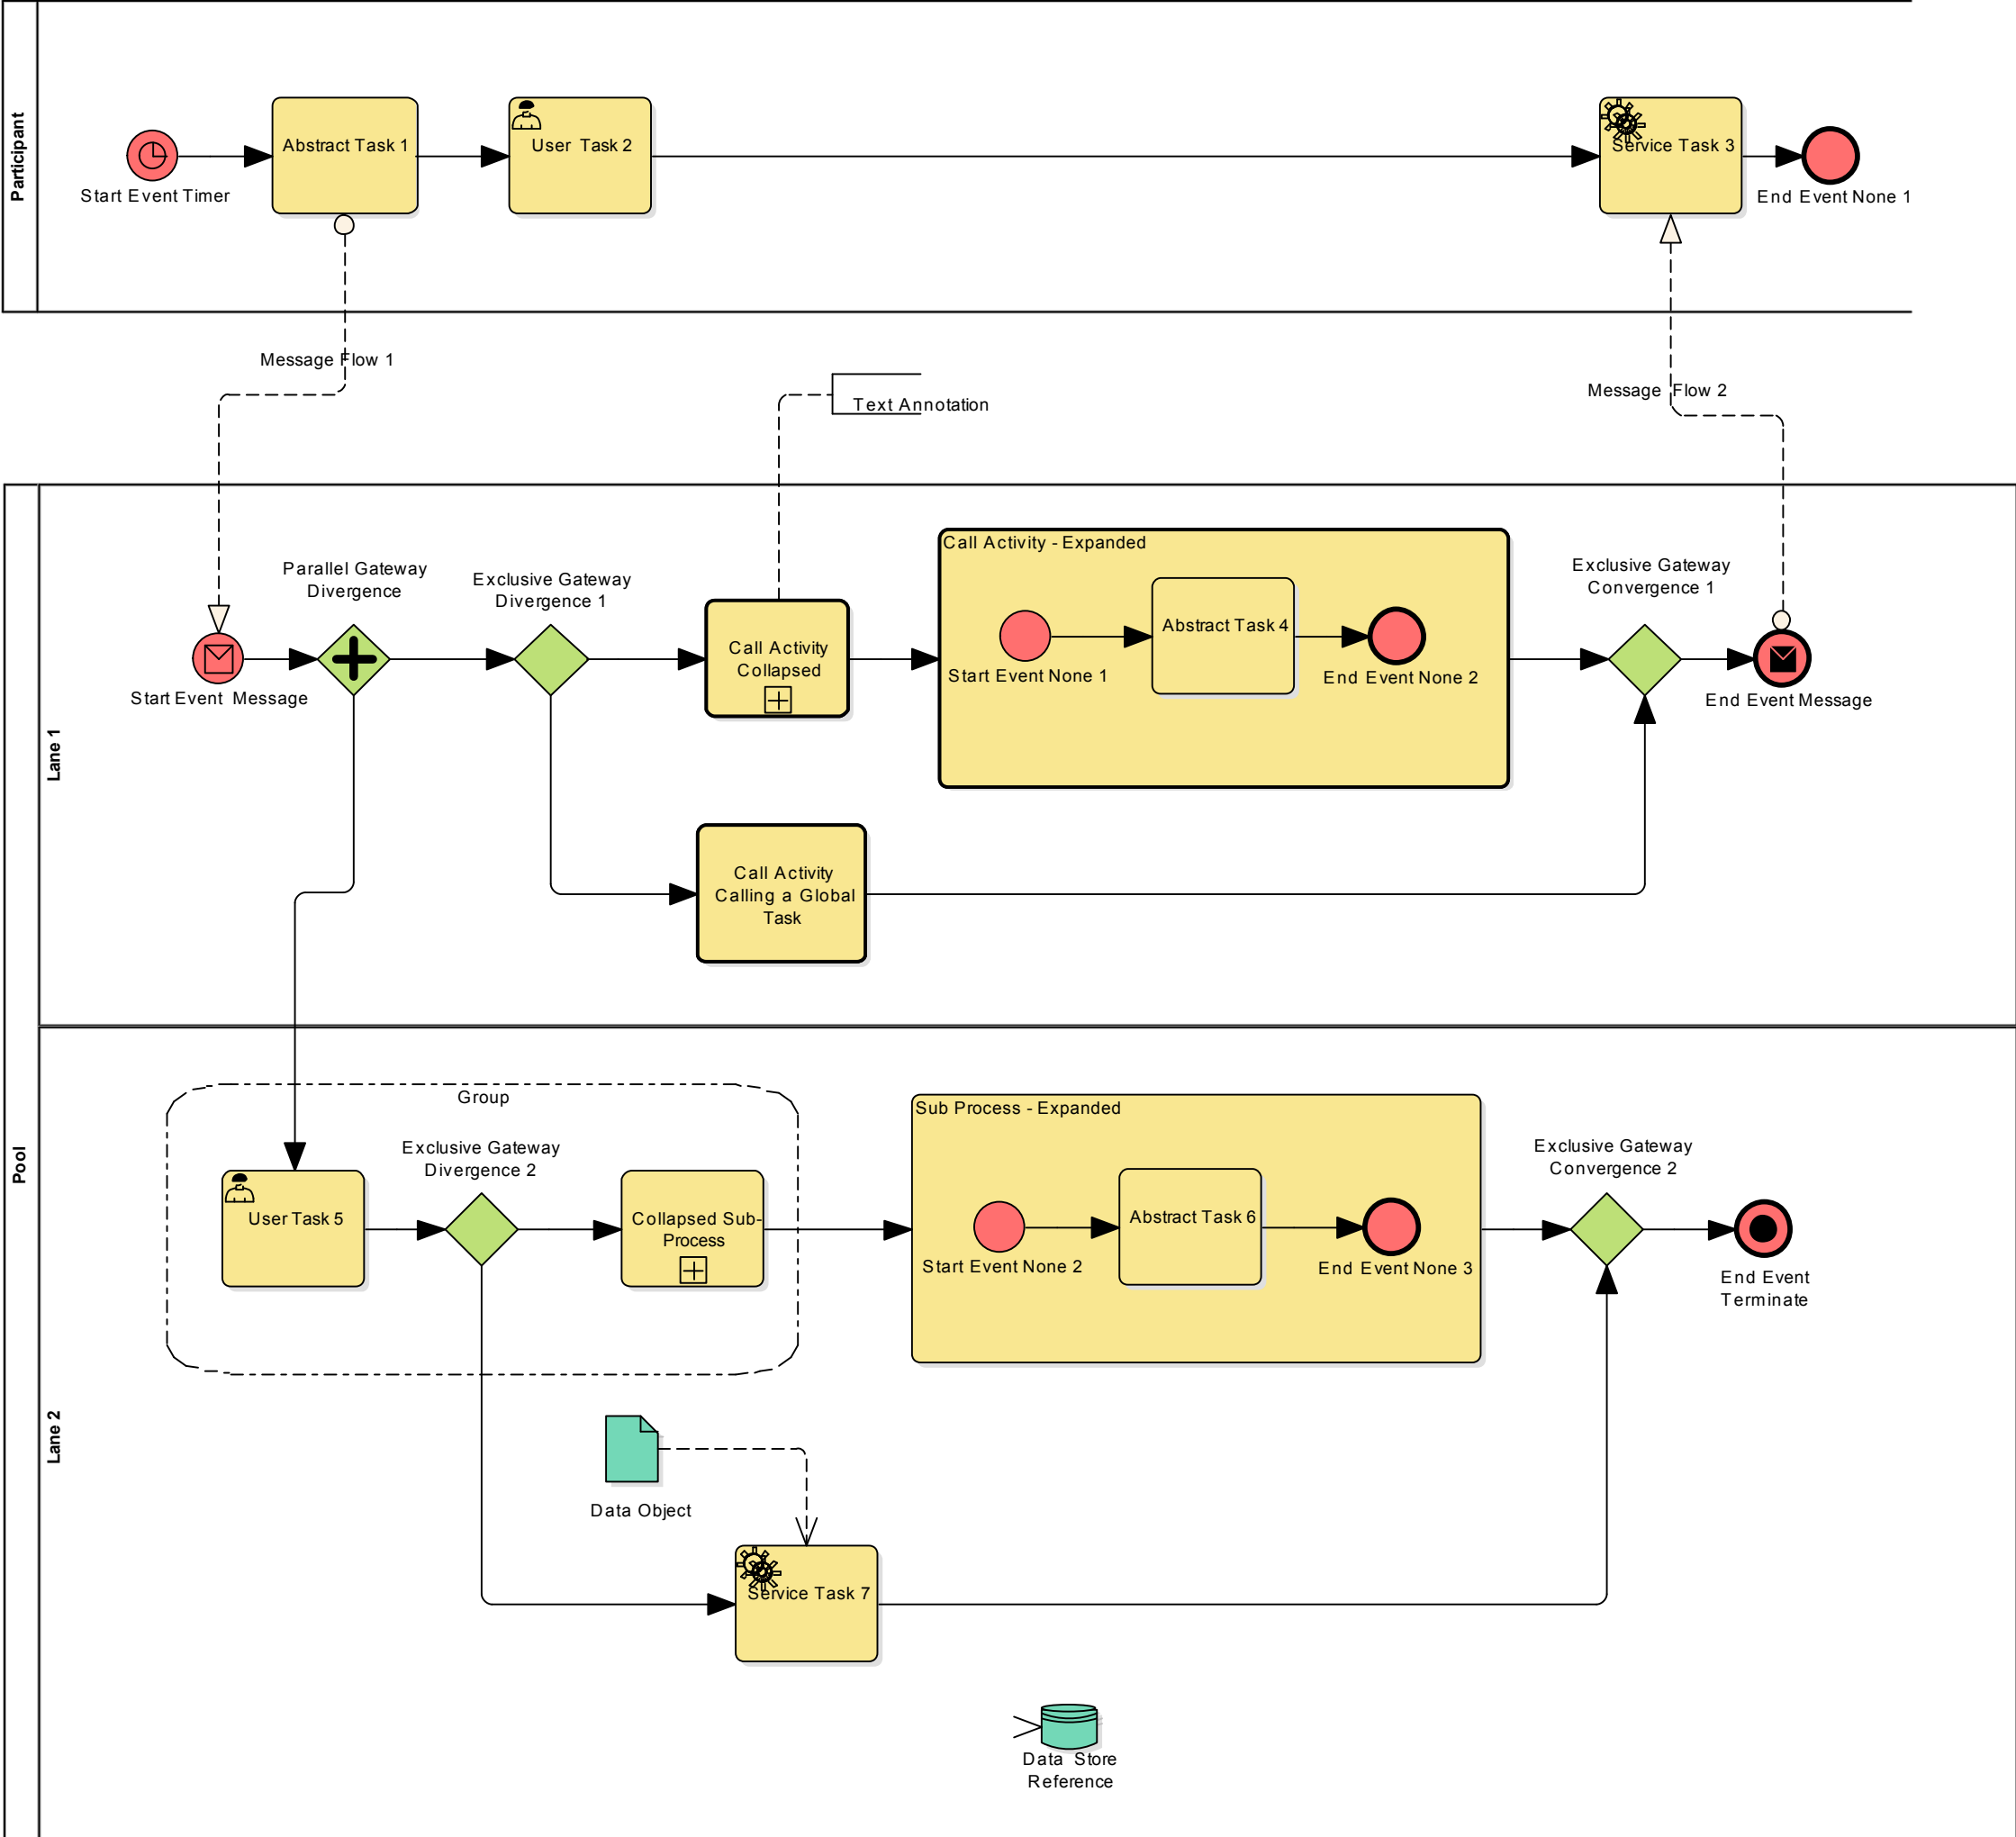 Participant
Start Event Timer
Abstract Task 1
User Task 2
Service Task 3
End Event None 1
Message Flow 1
Text Annotation
Message Flow 2
Pool
Lane 1
Start Event Message
Parallel Gateway
Divergence
Exclusive Gateway
Divergence 1
Call Activity
Collapsed
Call Activity - Expanded
Start Event None 1
Abstract Task 4
End Event None 2
Exclusive Gateway
Convergence 1
End Event Message
Call Activity
Calling a Global
Task
Lane 2
Group
User Task 5
Exclusive Gateway
Divergence 2
Collapsed Sub-
Process
Sub Process - Expanded
Start Event None 2
Abstract Task 6
End Event None 3
Exclusive Gateway
Convergence 2
End Event
Terminate
Data Object
Service Task 7
Data Store
Reference